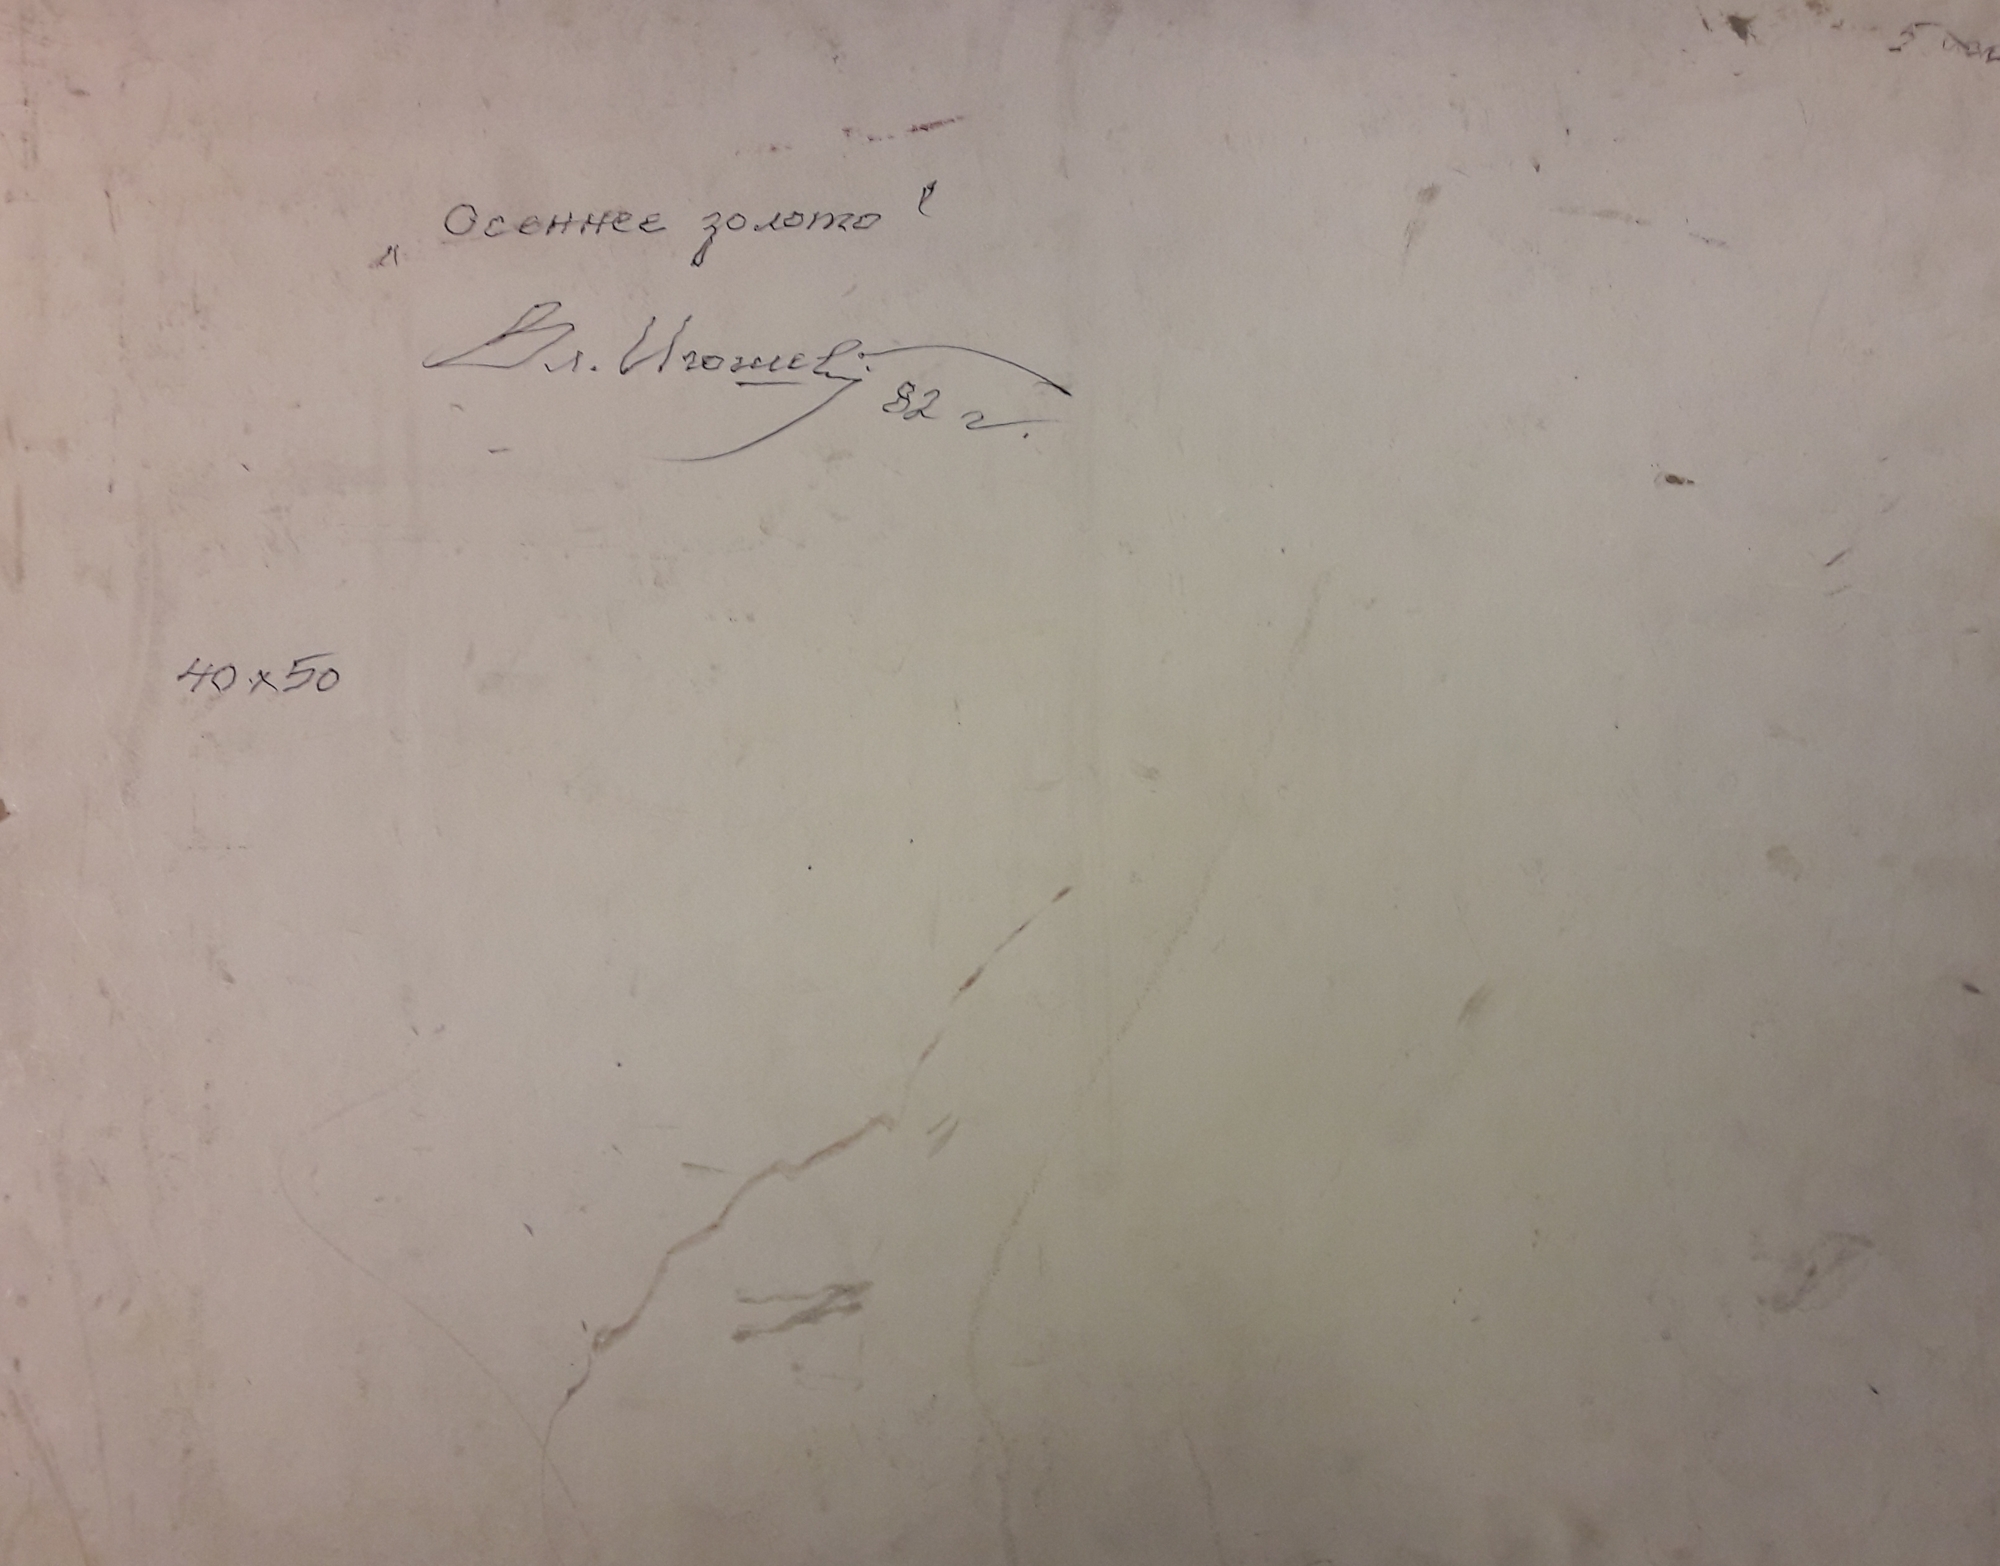 „Осеннее золото"
Вл. Игошев
82 г.
40х50